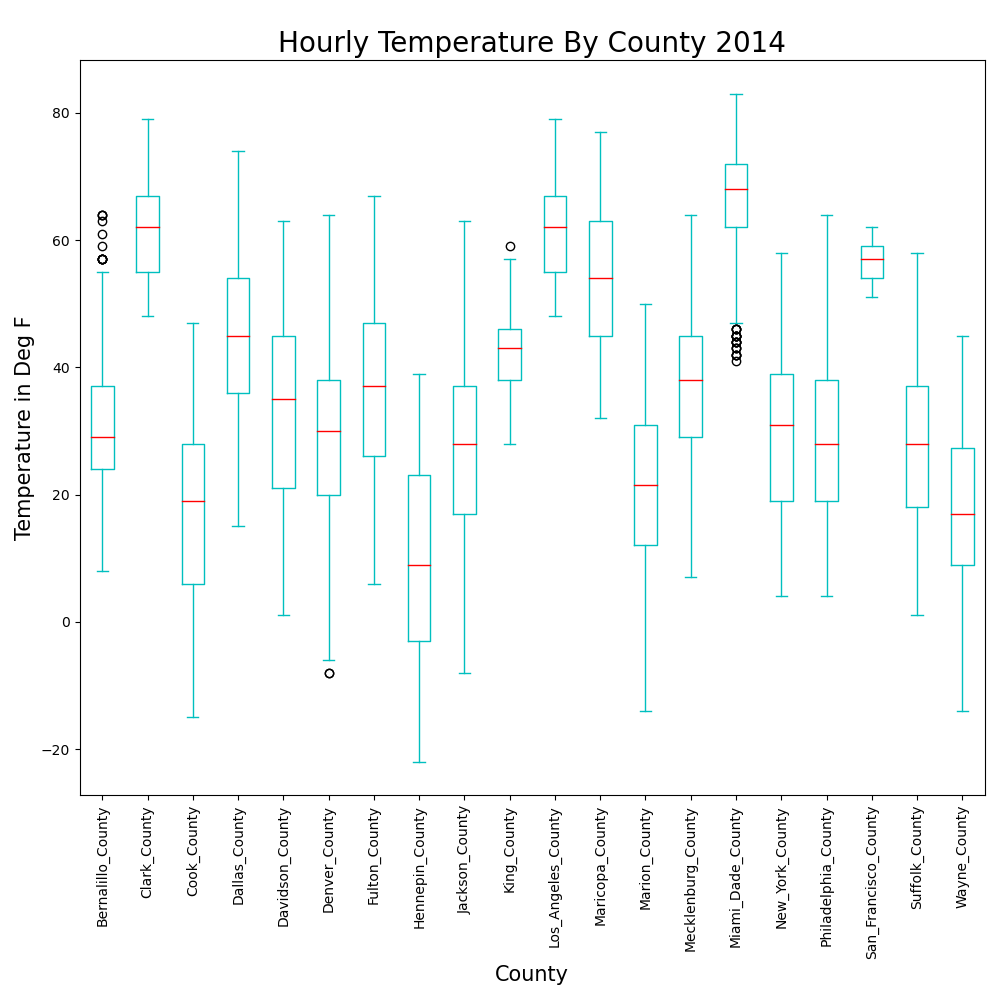 Hourly Temperature By County 2014
Temperature in Deg F
80
60
40
20
0
−20
Bernalillo_County
Clark_County
Cook_County
Dallas_County
Davidson_County
Denver_County
Fulton_County
Hennepin_County
Jackson_County
King_County
Los_Angeles_County
Maricopa_County
Marion_County
Mecklenburg_County
Miami_Dade_County
New_York_County
Philadelphia_County
San_Francisco_County
Suffolk_County
Wayne_County
County